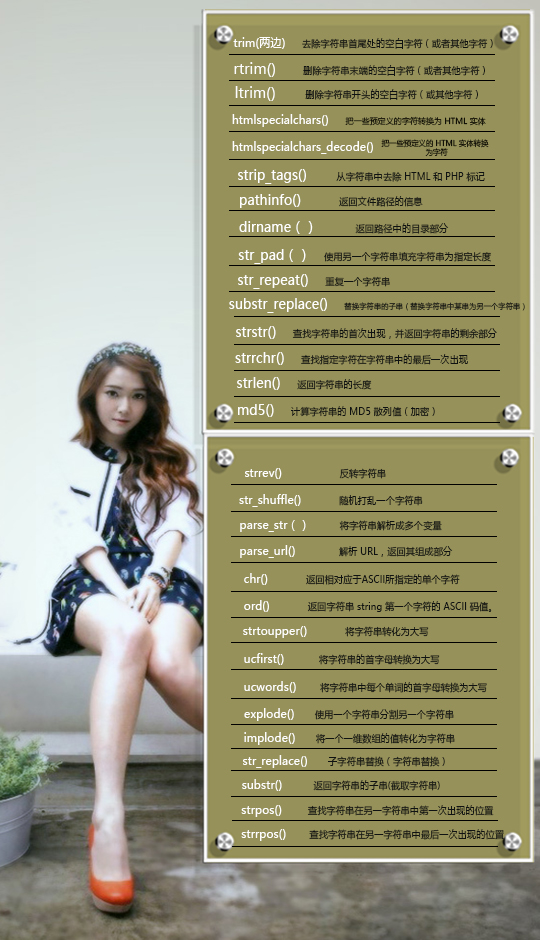 trim(两边) 去除字符串首尾处的空白字符（或者其他字符）
rtrim() 删除字符串末端的空白字符（或者其他字符）
ltrim() 删除字符串开头的空白字符（或其他字符）
htmlspecialchars() 把一些预定义的字符转换为 HTML 实体
htmlspecialchars_decode() 把一些预定义的 HTML 实体转换
为字符
strip_tags() 从字符串中去除 HTML 和 PHP 标记
pathinfo() 返回文件路径的信息
dirname（ ） 返回路径中的目录部分
str_pad（ ） 使用另一个字符串填充字符串为指定长度
str_repeat() 重复一个字符串
substr_replace() 替换字符串的子串（替换字符串中某串为另一个字符串）
strstr() 查找字符串的首次出现，并返回字符串的剩余部分
strrchr() 查找指定字符在字符串中的最后一次出现
strlen() 返回字符串的长度
md5() 计算字符串的 MD5 散列值（加密）
strrev() 反转字符串
str_shuffle() 随机打乱一个字符串
parse_str（ ） 将字符串解析成多个变量
parse_url() 解析 URL，返回其组成部分
chr() 返回相对应于ASCII所指定的单个字符
ord() 返回字符串 string 第一个字符的 ASCII 码值。
strtoupper() 将字符串转化为大写
ucfirst() 将字符串的首字母转换为大写
ucwords() 将字符串中每个单词的首字母转换为大写
explode() 使用一个字符串分割另一个字符串
implode() 将一个一维数组的值转化为字符串
str_replace() 子字符串替换（字符串替换）
substr() 返回字符串的子串(截取字符串)
strpos() 查找字符串在另一字符串中第一次出现的位置
strrpos() 查找字符串在另一字符串中最后一次出现的位置